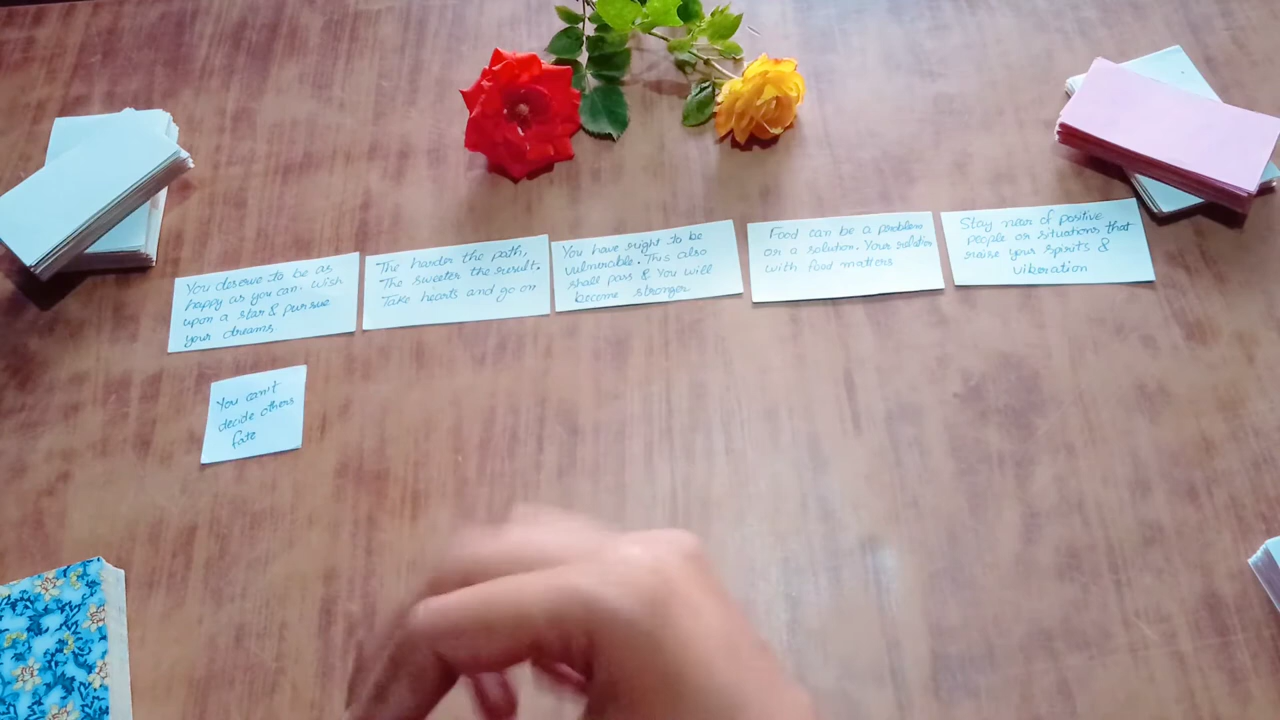 You deserve to be as
happy as you can. Wish
upon a star & pursue
your dreams.
The harder the path,
The sweeter the result.
Take hearts and go on
You have right to be
vulnerable. This also
shall pass & You will
become stronger
Food can be a problem
or a solution. Your relation
with food matters
Stay near of positive
people or situations that
raise your spirits &
viberation
You can't
decide others
fate